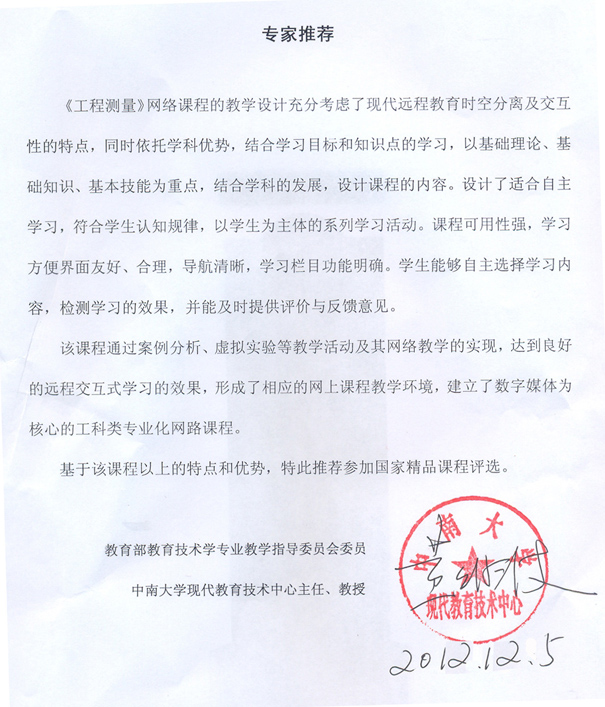 专家推荐
《工程测量》网络课程的教学设计充分考虑了现代远程教育时空分离及交互
性的特点，同时依托学科优势，结合学习目标和知识点的学习，以基础理论、基
础知识、基本技能为重点，结合学科的发展，设计课程的内容。设计了适合自主
学习，符合学生认知规律，以学生为主体的系列学习活动。课程可用性强，学习
方便界面友好、合理，导航清晰，学习栏目功能明确。学生能够自主选择学习内
容，检测学习的效果，并能及时提供评价与反馈意见。
该课程通过案例分析、虚拟实验等教学活动及其网络教学的实现，达到良好
的远程交互式学习的效果，形成了相应的网上课程教学环境，建立了数字媒体为
核心的工科类专业化网路课程。
基于该课程以上的特点和优势，特此推荐参加国家精品课程评选。
教育部教育技术学专业教学指导委员会委员
中南大学现代教育技术中心主任、教授
中南大学
现代教育技术中心
2012.12.5